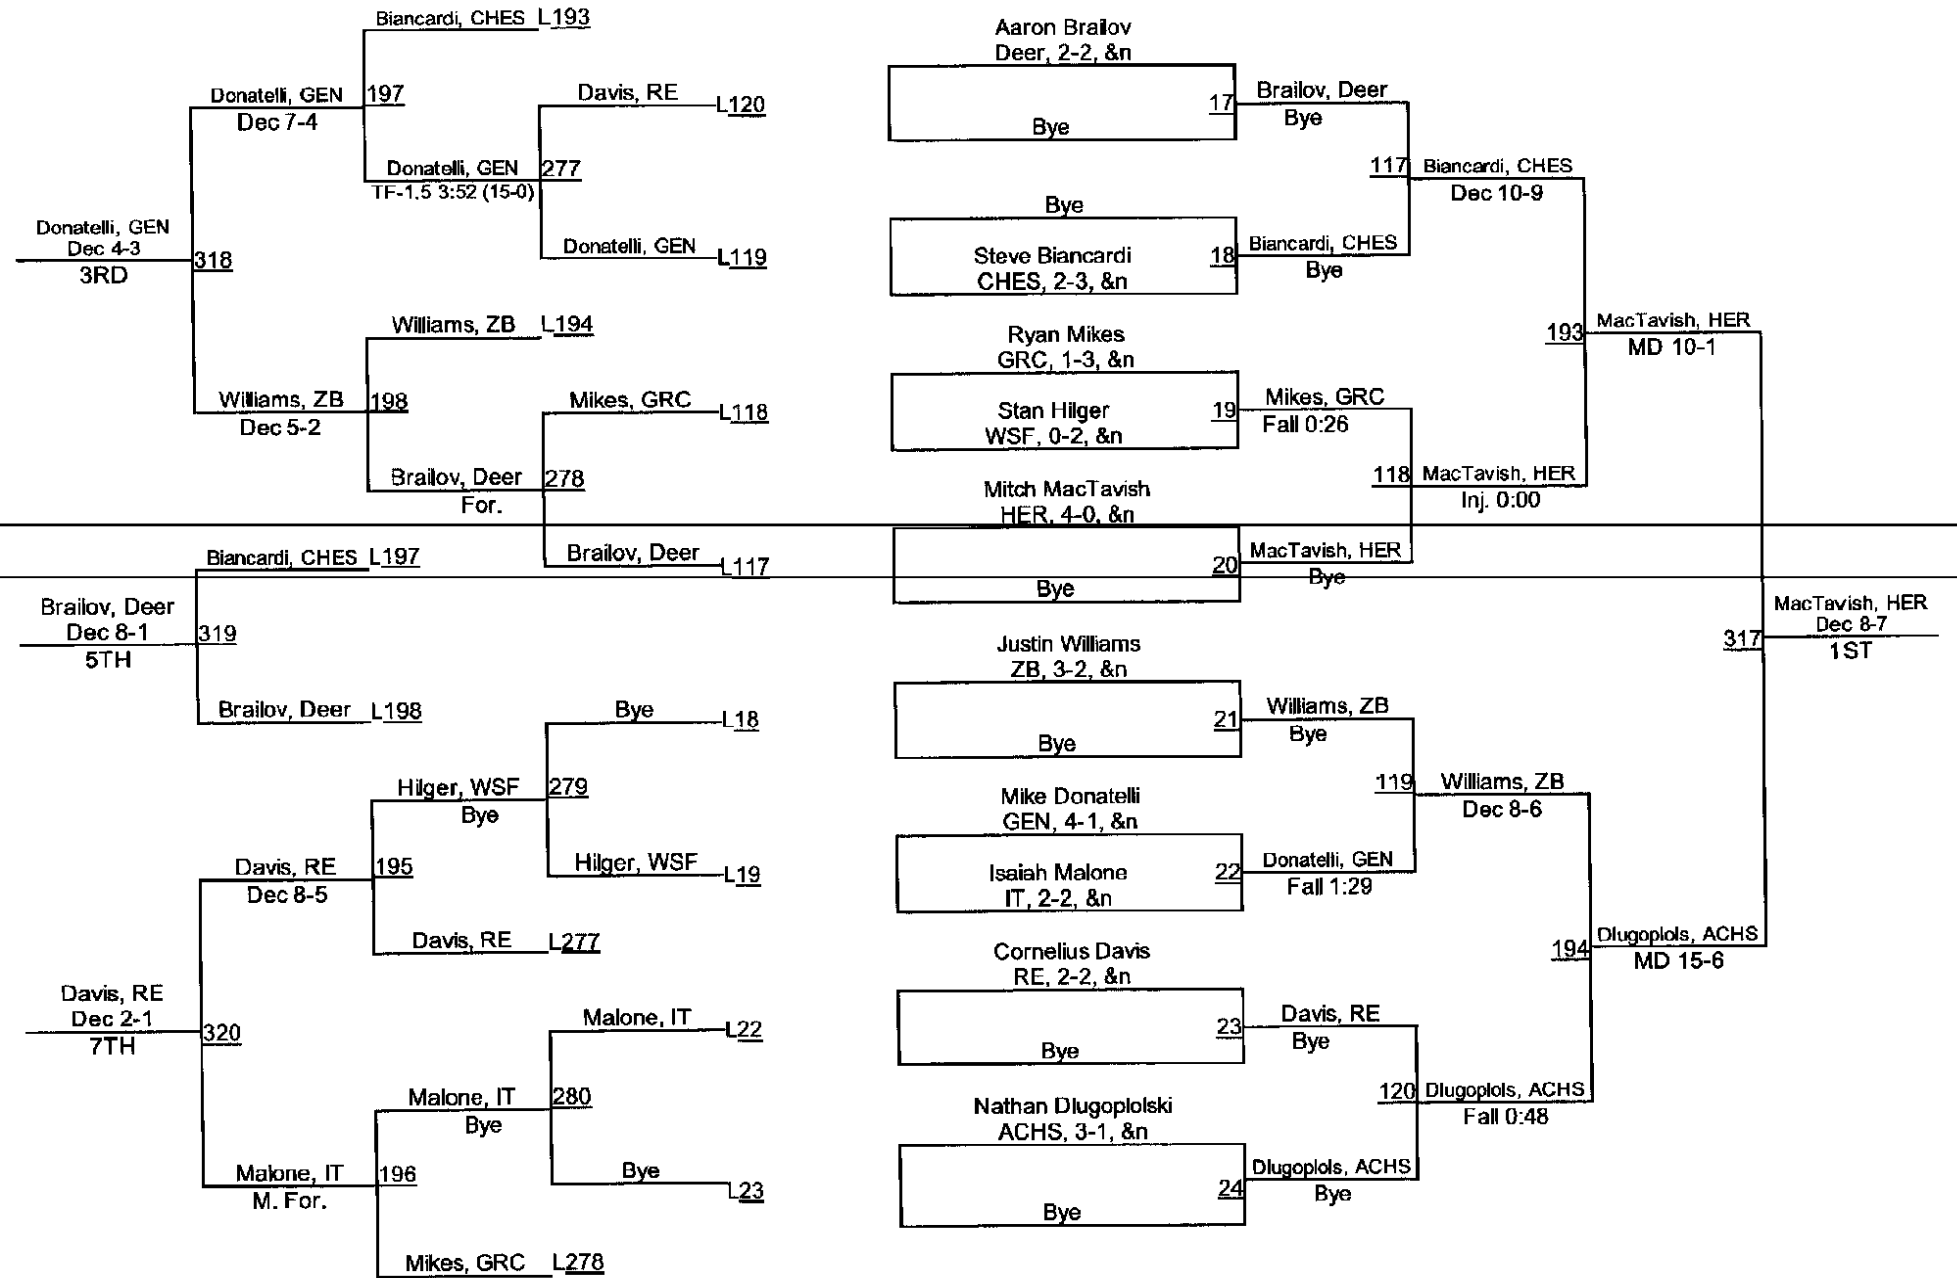 Biancardi, CHES L193
Donatelli, GEN 197
Dec 7-4
Davis, RE L120
Donatelli, GEN 277
TF-1.5 3:52 (15-0)
Donatelli, GEN
Dec 4-3
3RD
318
Donatelli, GEN L119
Williams, ZB L194
Williams, ZB 198
Dec 5-2
Mikes, GRC L118
Brailov, Deer 278
For.
Brailov, Deer L117
Biancardi, CHES L197
Brailov, Deer
Dec 8-1
5TH
319
Brailov, Deer L198
Bye L18
Hilger, WSF 279
Bye
Hilger, WSF L19
Davis, RE 195
Dec 8-5
Davis, RE L277
Davis, RE
Dec 2-1
7TH
320
Malone, IT L22
Malone, IT 280
Bye
Bye L23
Malone, IT 196
M. For.
Mikes, GRC L278
Aaron Brailov
Deer, 2-2, &n
Bye
17 Brailov, Deer
Bye
117 Biancardi, CHES
Dec 10-9
Bye
Steve Biancardi
CHES, 2-3, &n
18 Biancardi, CHES
Bye
193 MacTavish, HER
MD 10-1
Ryan Mikes
GRC, 1-3, &n
Stan Hilger
WSF, 0-2, &n
19 Mikes, GRC
Fall 0:26
118 MacTavish, HER
Inj. 0:00
Mitch MacTavish
HER, 4-0, &n
Bye
20 MacTavish, HER
Bye
317 MacTavish, HER
Dec 8-7
1ST
Justin Williams
ZB, 3-2, &n
Bye
21 Williams, ZB
Bye
119 Williams, ZB
Dec 8-6
Mike Donatelli
GEN, 4-1, &n
Isaiah Malone
IT, 2-2, &n
22 Donatelli, GEN
Fall 1:29
194 Dlugoplols, ACHS
MD 15-6
Cornelius Davis
RE, 2-2, &n
Bye
23 Davis, RE
Bye
120 Dlugoplols, ACHS
Fall 0:48
Nathan Dlugoplolski
ACHS, 3-1, &n
Bye
24 Dlugoplols, ACHS
Bye